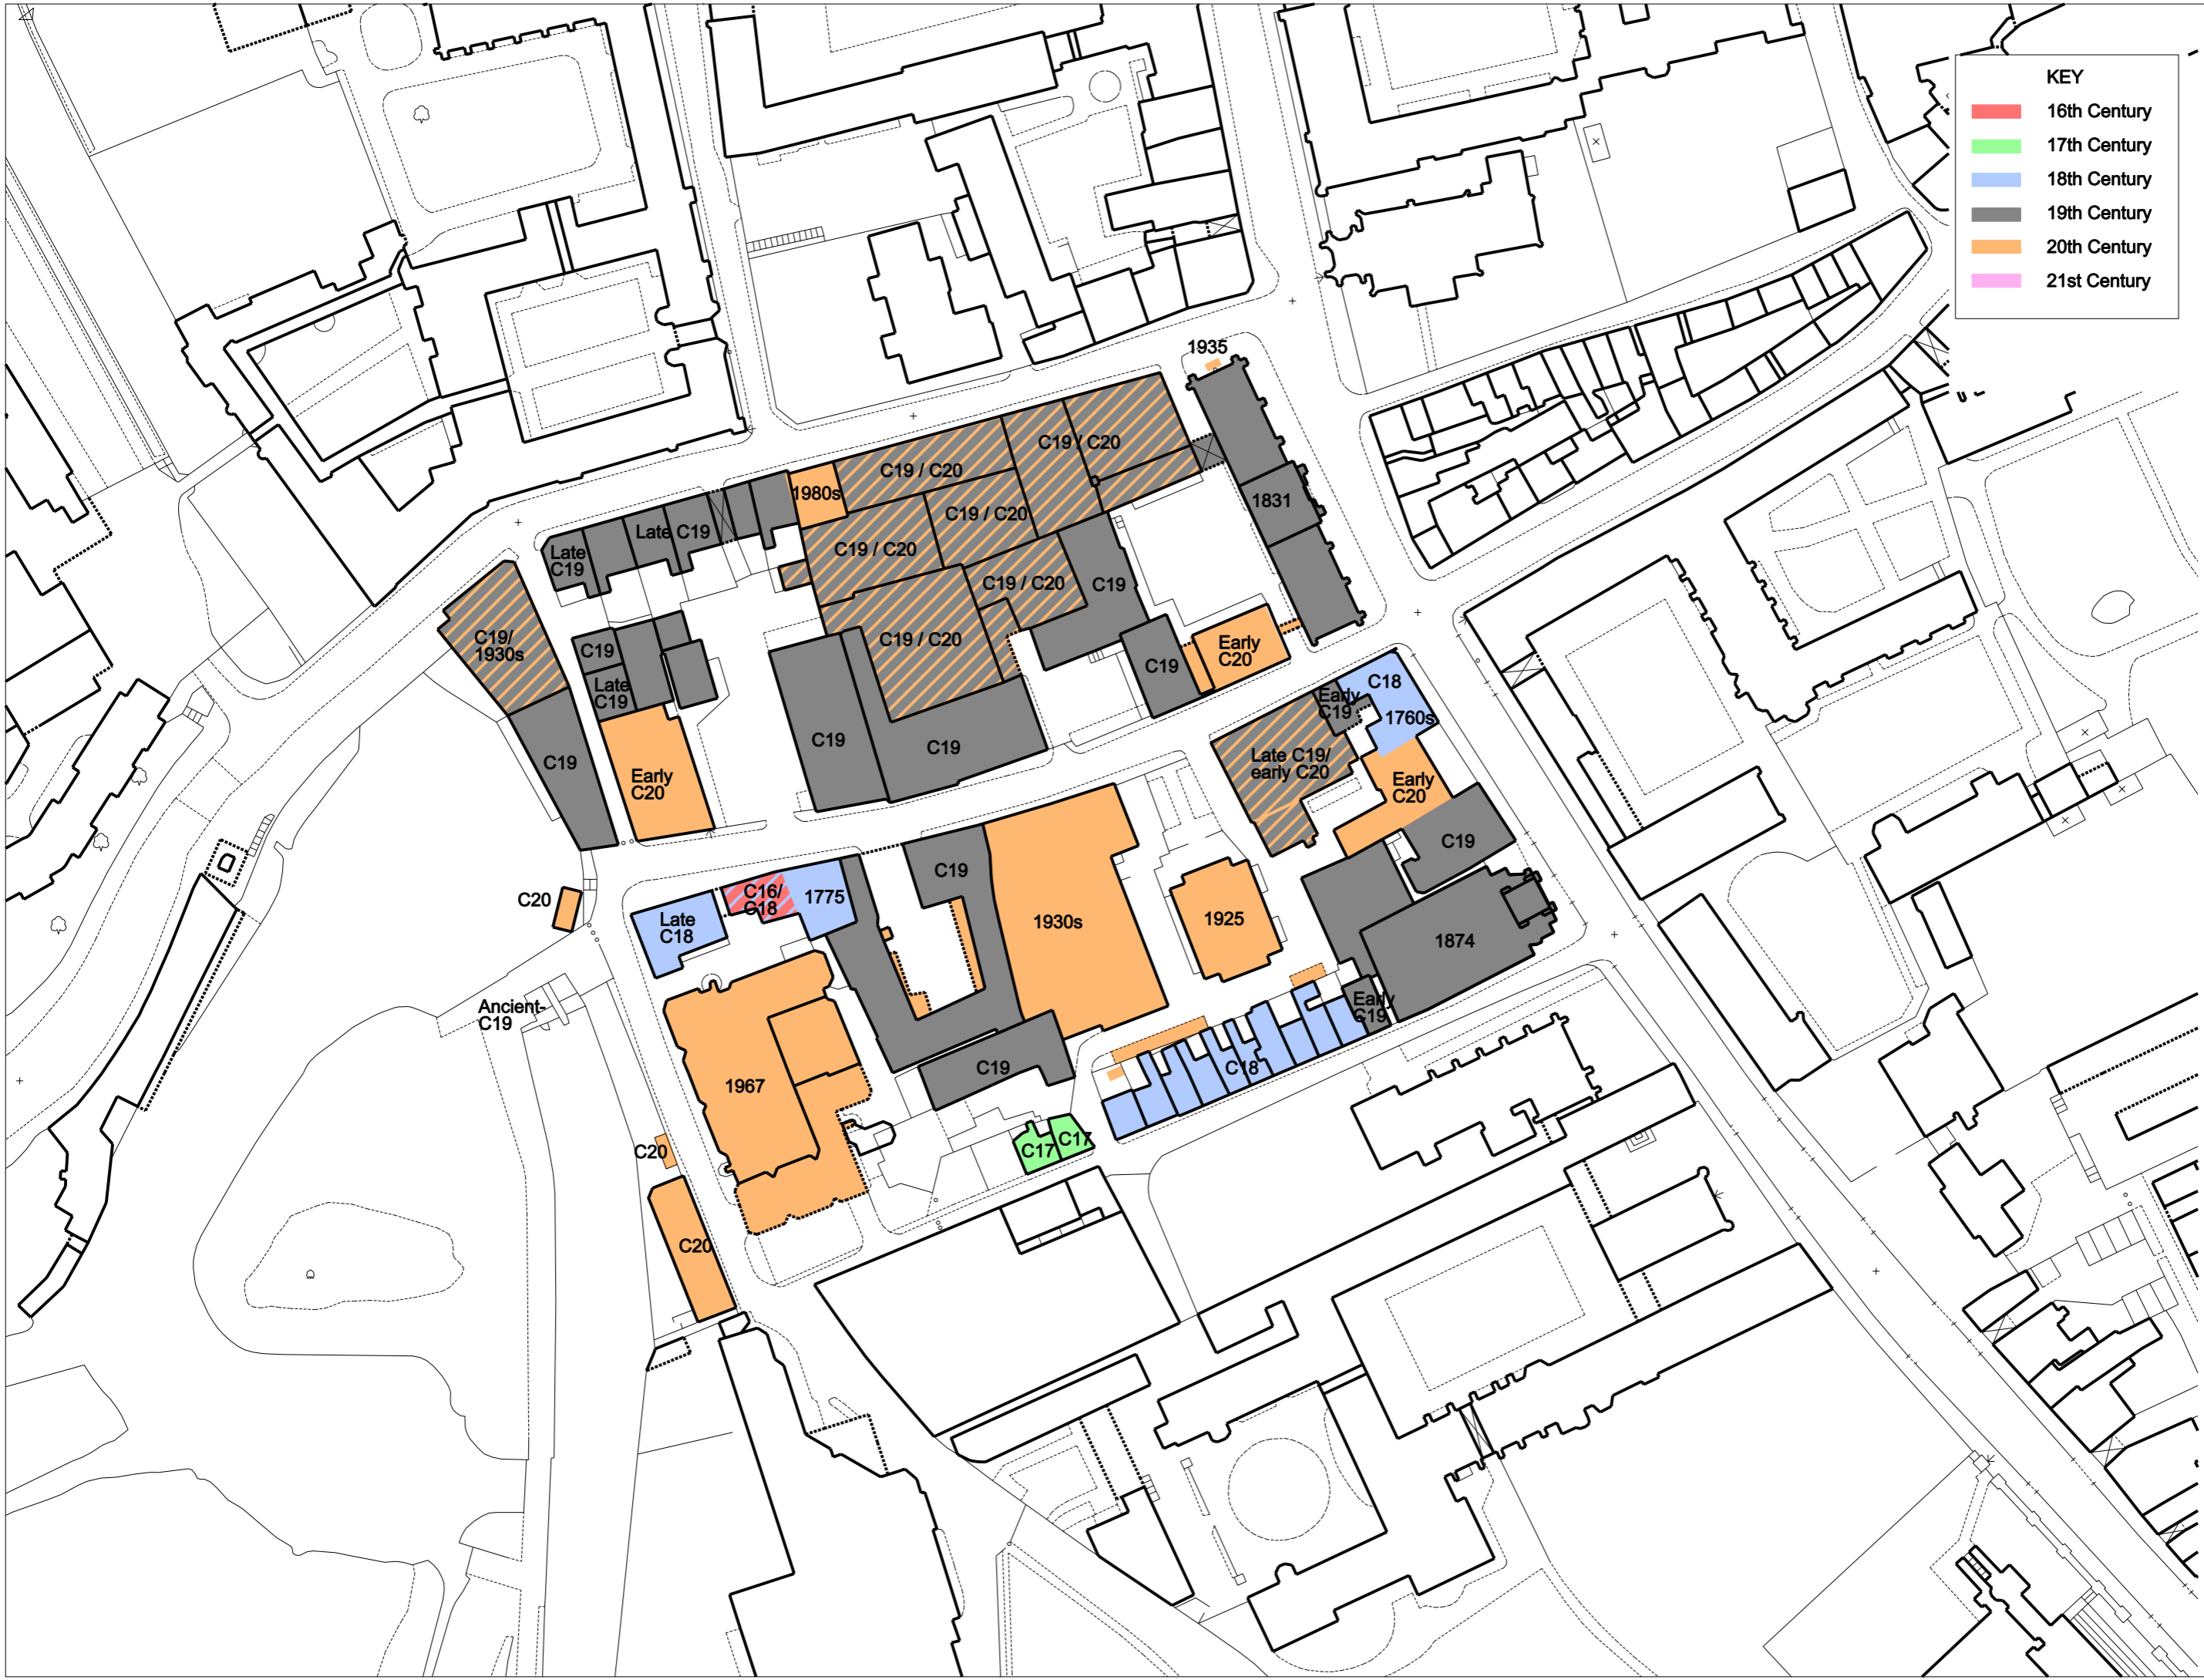 KEY
16th Century
17th Century
18th Century
19th Century
20th Century
21st Century
1935
C19 / C20
C19 / C20
1980s
1831
C19 / C20
Late C19
C19 / C20
Late
C19
C19 / C20
C19
C19/
1930s
C19 / C20
C19
Early
C20
C19
Late
C19
C18
Early
C19
1760s
C19
C19
Late C19/
early C20
C19
Early
C20
Early
C20
C19
C19
C16/
C18
1775
C20
Late
C18
1930s
1925
1874
Ancient-
C19
Early
C19
C19
C18
1967
C17
C17
C20
C20